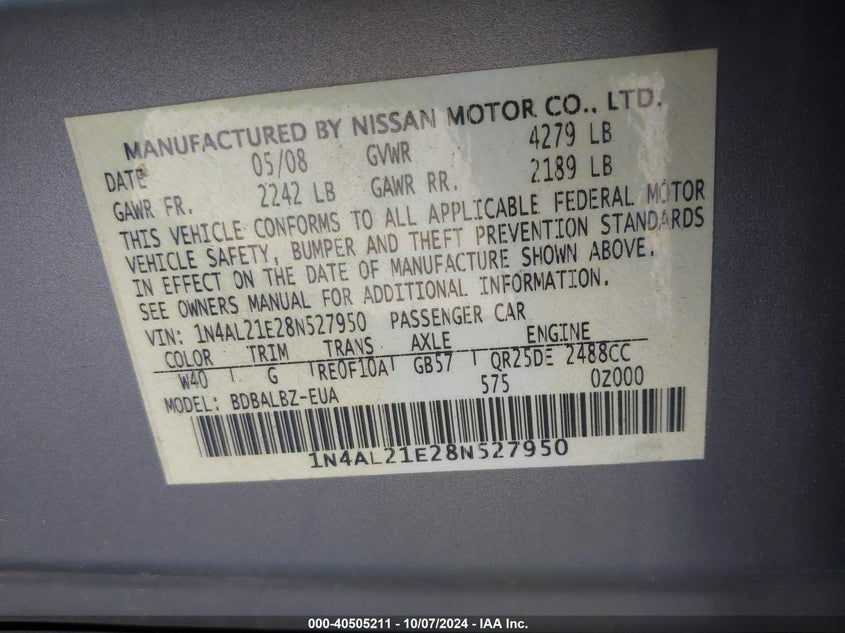 MANUFACTURED BY NISSAN MOTOR CO., LTD.
DATE 05/08 GVWR 4279 LB
GAWR FR. 2242 LB GAWR RR. 2189 LB
THIS VEHICLE CONFORMS TO ALL APPLICABLE FEDERAL MOTOR
VEHICLE SAFETY, BUMPER AND THEFT PREVENTION STANDARDS
IN EFFECT ON THE DATE OF MANUFACTURE SHOWN ABOVE.
SEE OWNERS MANUAL FOR ADDITIONAL INFORMATION.
VIN: 1N4AL21E28N527950 PASSENGER CAR
COLOR TRIM TRANS AXLE ENGINE
W40 G RE0F10A GB57 QR25DE 2488CC
MODEL: BDBALBZ-EUA 575 0Z000
1N4AL21E28N527950
000-40505211 - 10/07/2024 - IAA Inc.